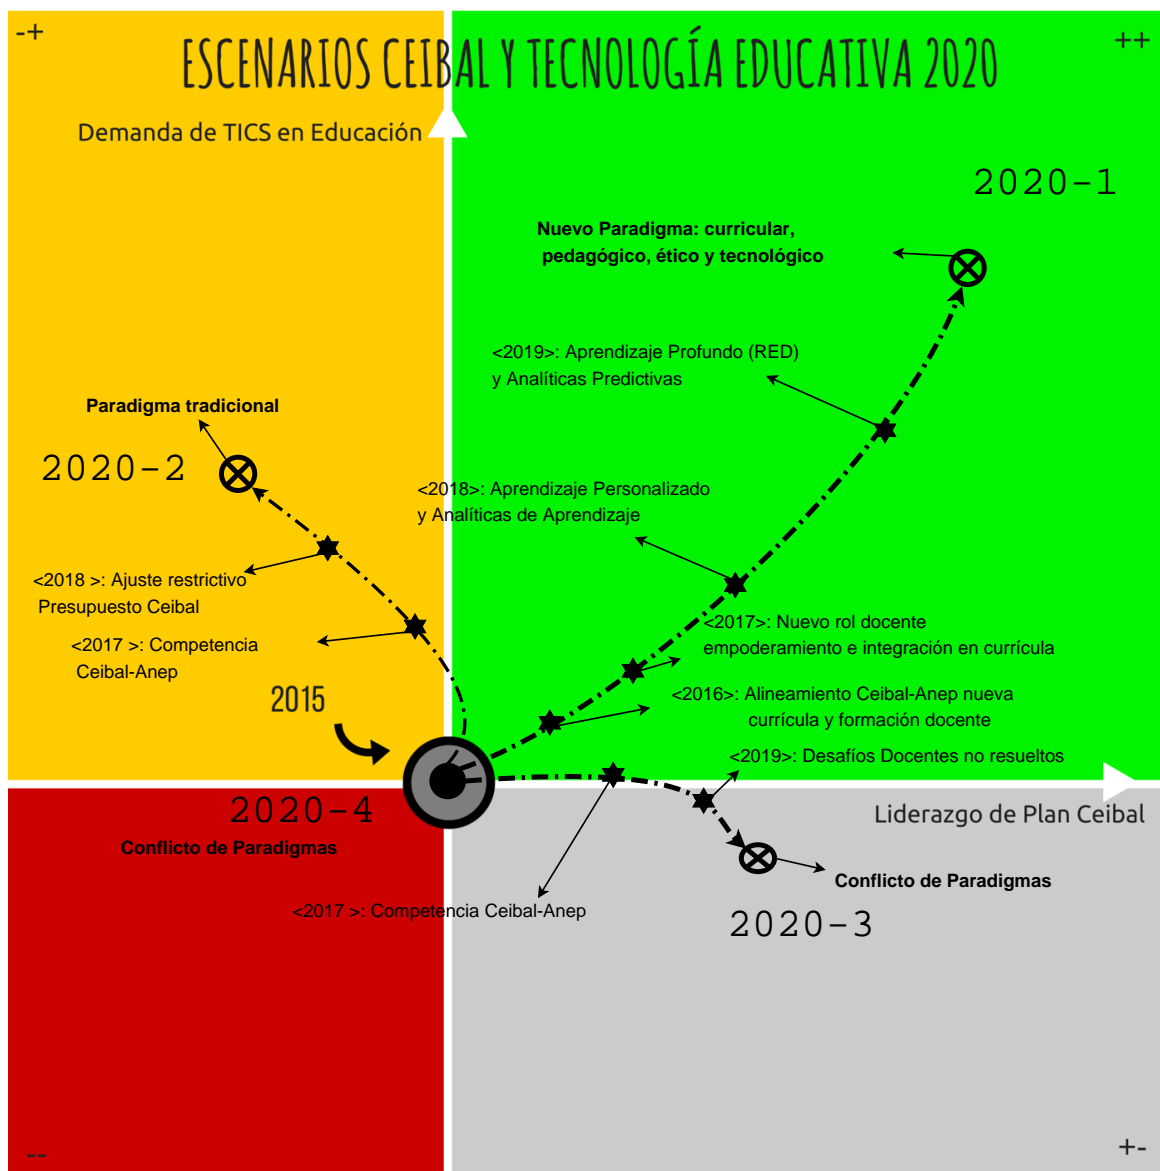 -+
++
ESCENARIOS CEIBAL Y TECNOLOGÍA EDUCATIVA 2020
Demanda de TICS en Educación
2020-1
Nuevo Paradigma: curricular,
pedagógico, ético y tecnológico
<2019>: Aprendizaje Profundo (RED)
y Analíticas Predictivas
Paradigma tradicional
2020-2
<2018>: Aprendizaje Personalizado
y Analíticas de Aprendizaje
<2018 >: Ajuste restrictivo
Presupuesto Ceibal
<2017 >: Competencia
Ceibal-Anep
<2017>: Nuevo rol docente
empoderamiento e integración en currícula
<2016>: Alineamiento Ceibal-Anep nueva
currícula y formación docente
2015
<2019>: Desafíos Docentes no resueltos
2020-4
Liderazgo de Plan Ceibal
Conflicto de Paradigmas
Conflicto de Paradigmas
<2017 >: Competencia Ceibal-Anep
2020-3
--
+-